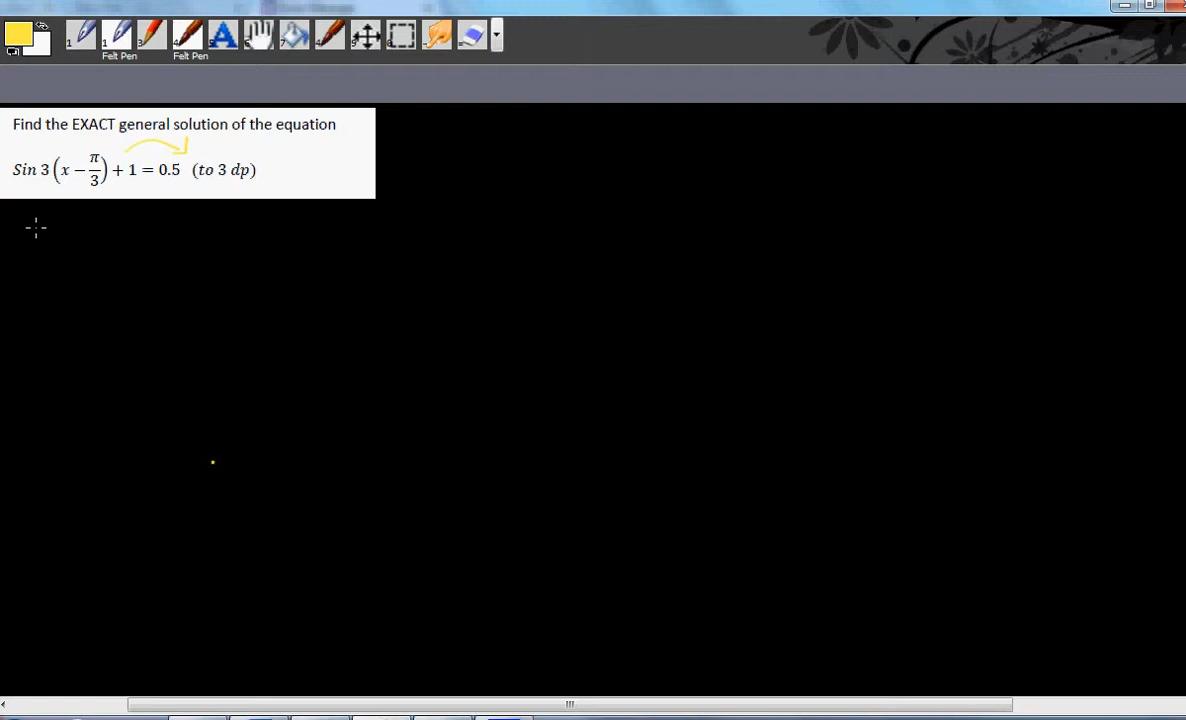 Felt Pen Felt Pen
Find the EXACT general solution of the equation
Sin 3 (x − π/3) + 1 = 0.5 (to 3 dp)